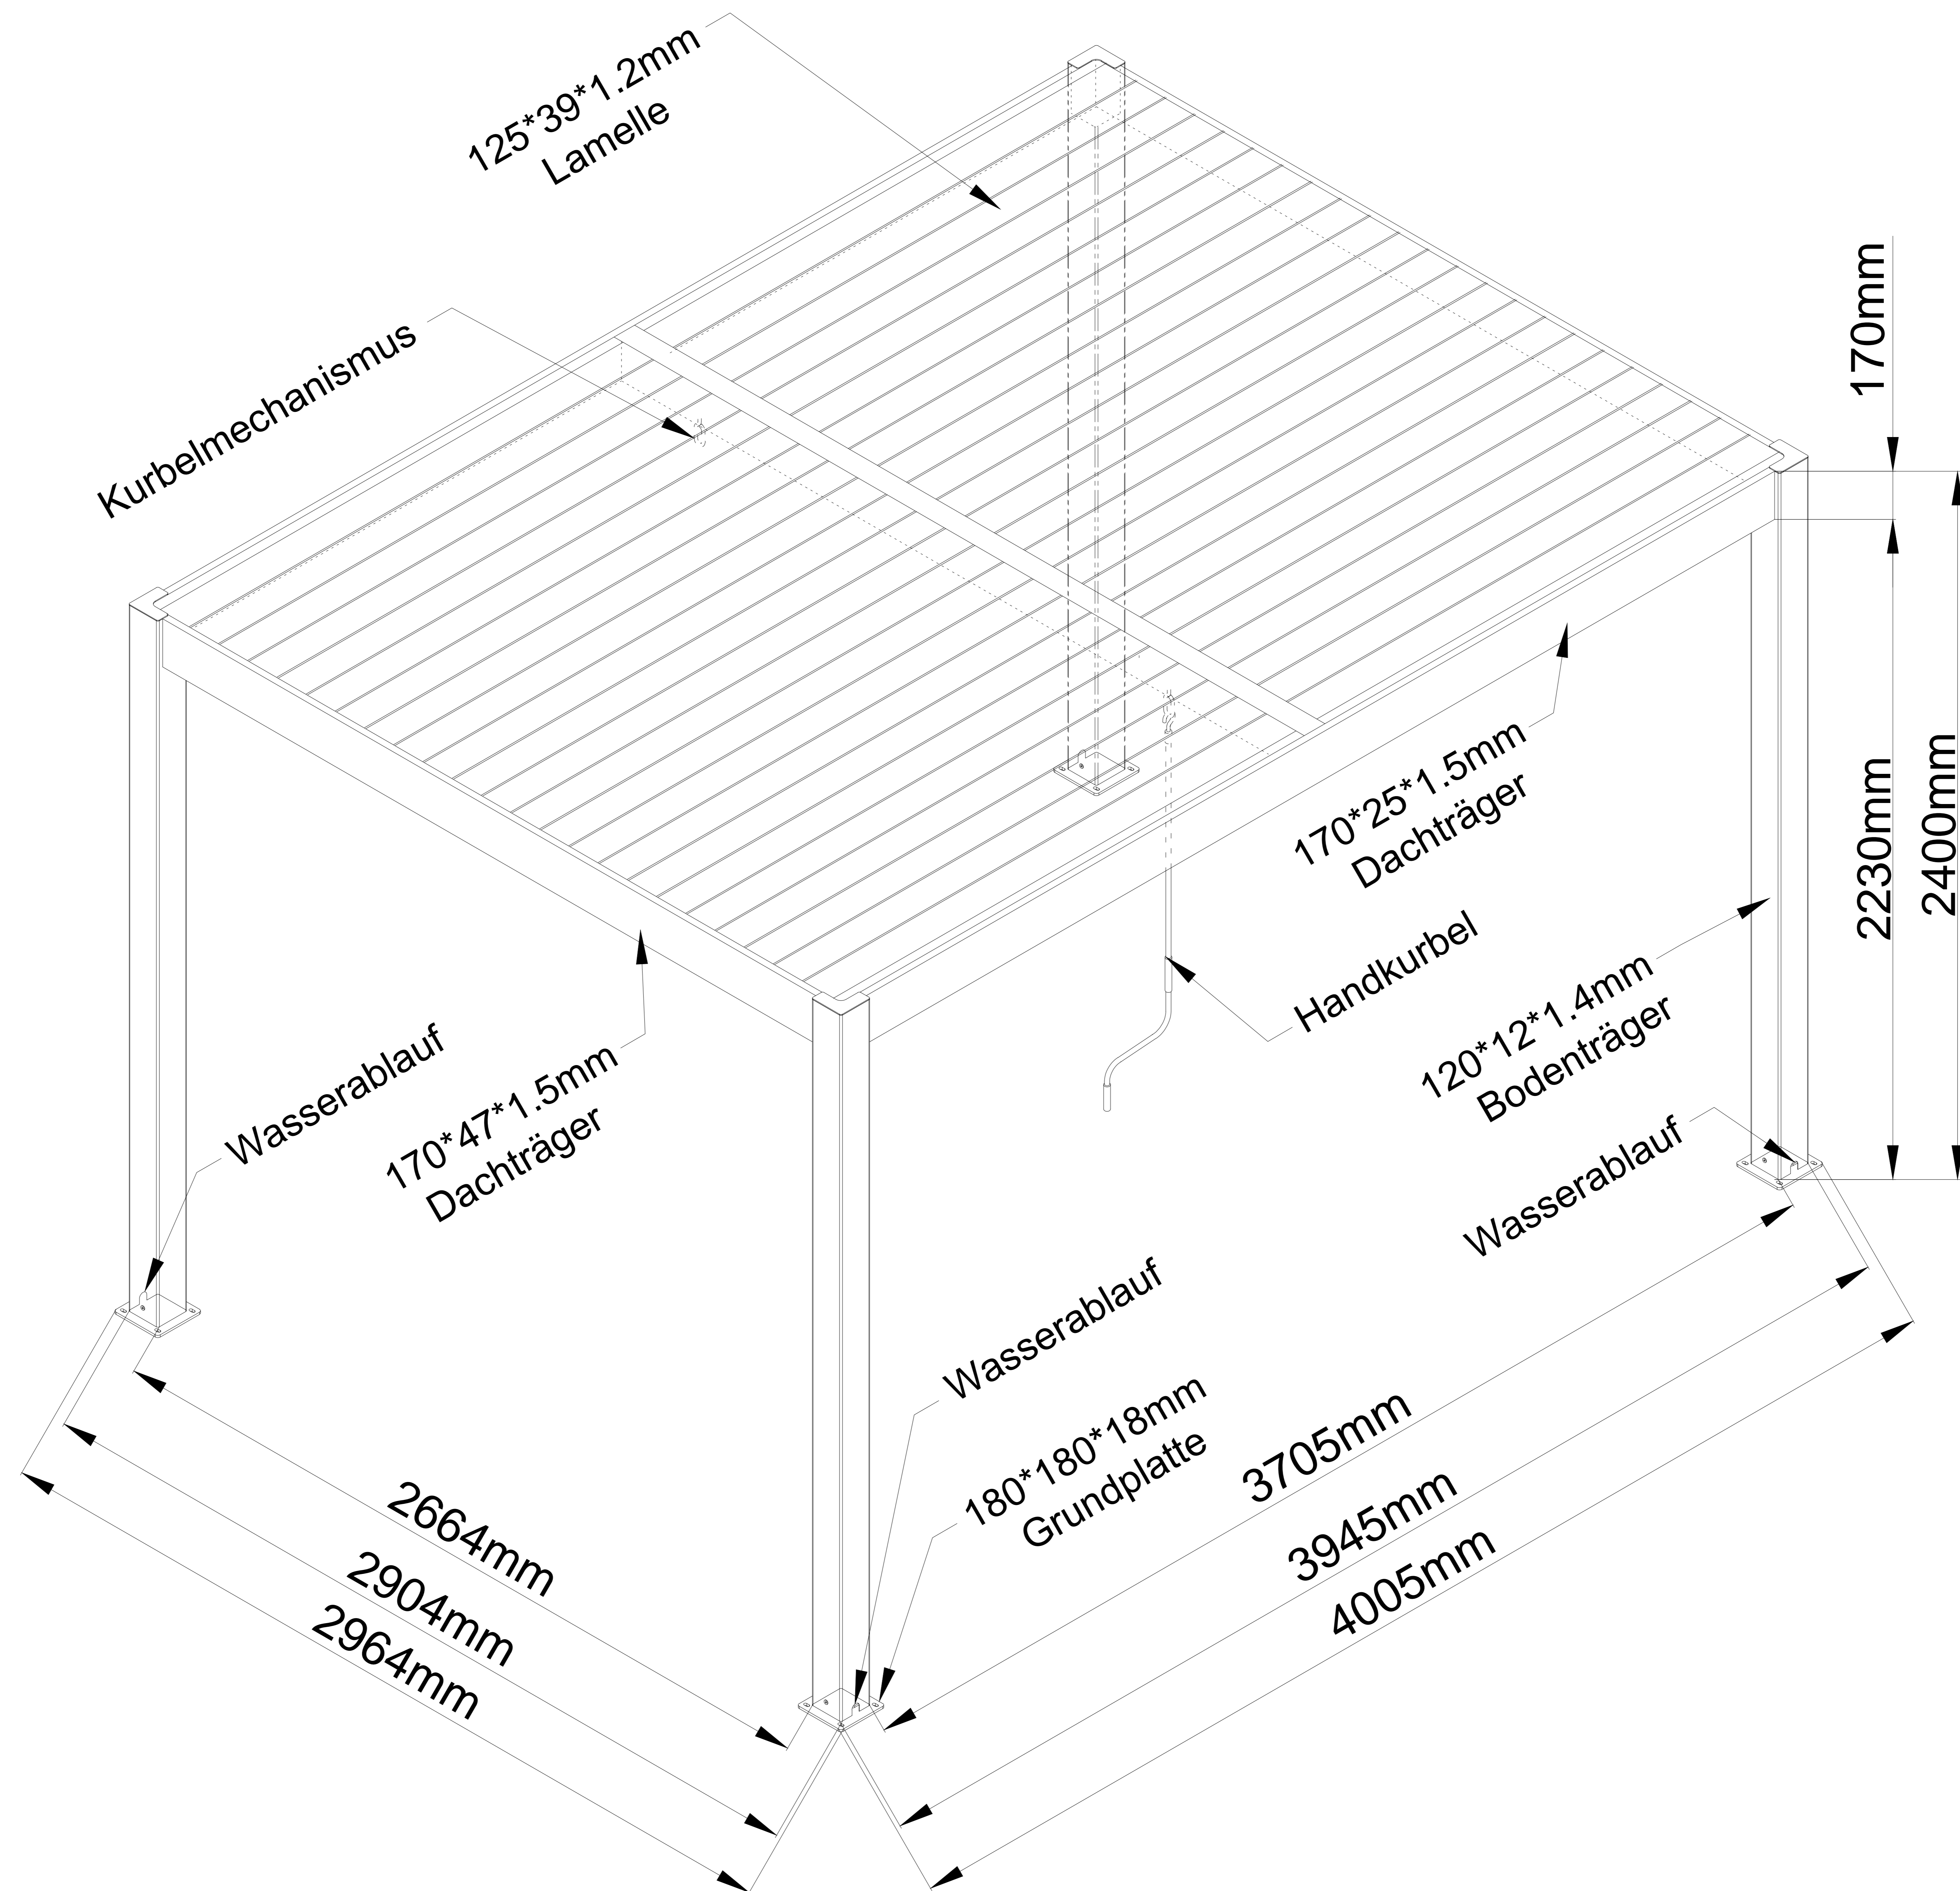 125*39*1.2mm
Lamelle
Kurbelmechanismus
170mm
2230mm
2400mm
170*25*1.5mm
Dachträger
Handkurbel
120*12*1.4mm
Bodenträger
Wasserablauf
170*47*1.5mm
Dachträger
Wasserablauf
Wasserablauf
180*180*18mm
Grundplatte
2664mm
2904mm
2964mm
3705mm
3945mm
4005mm